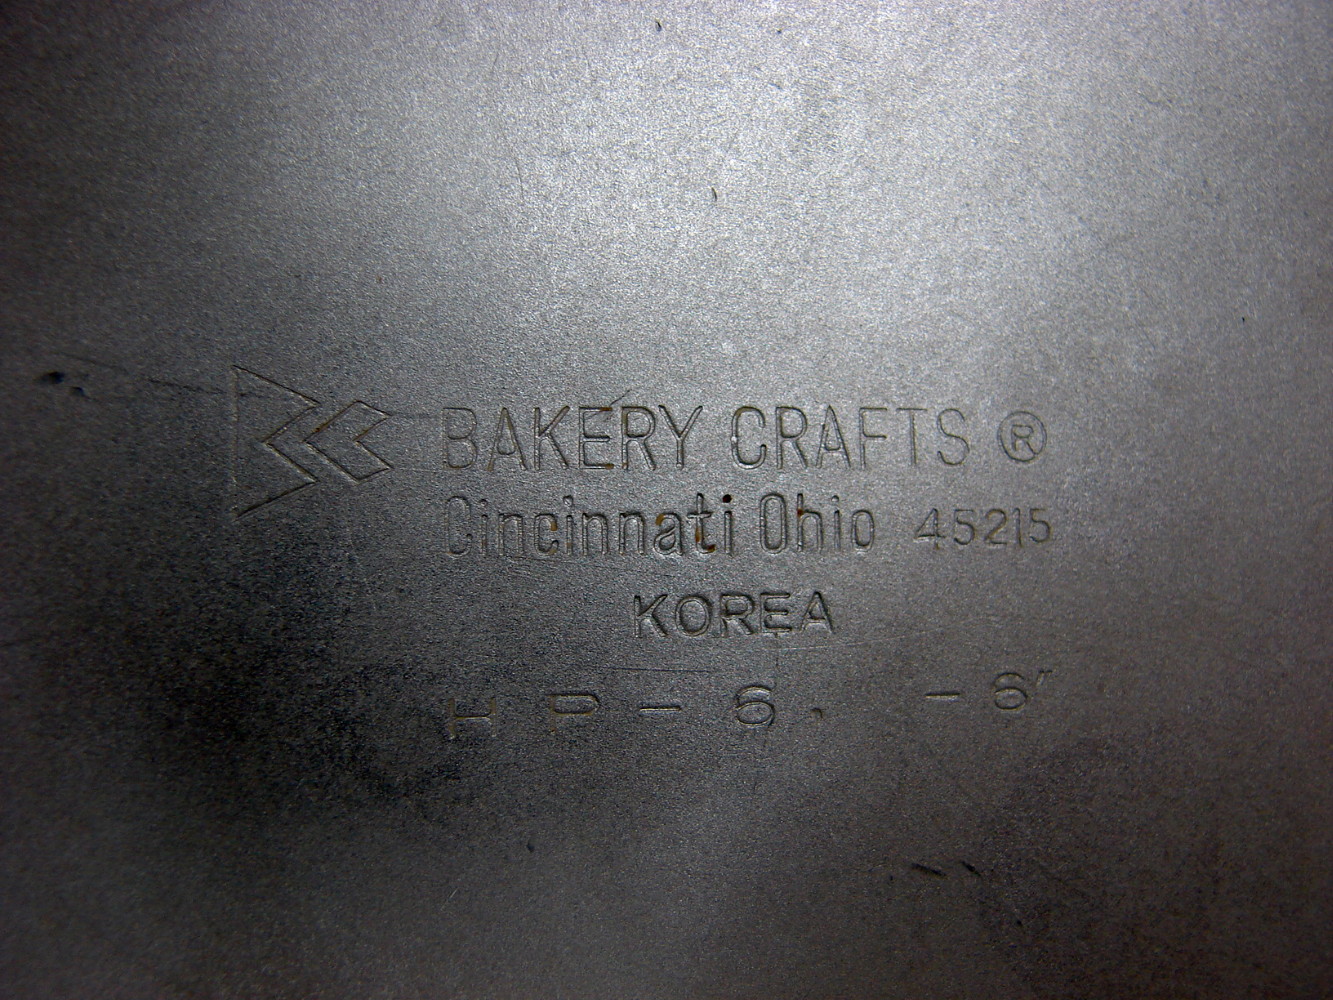 BAKERY CRAFTS ®
Cincinnati Ohio 45215
KOREA
HP-6. -6"